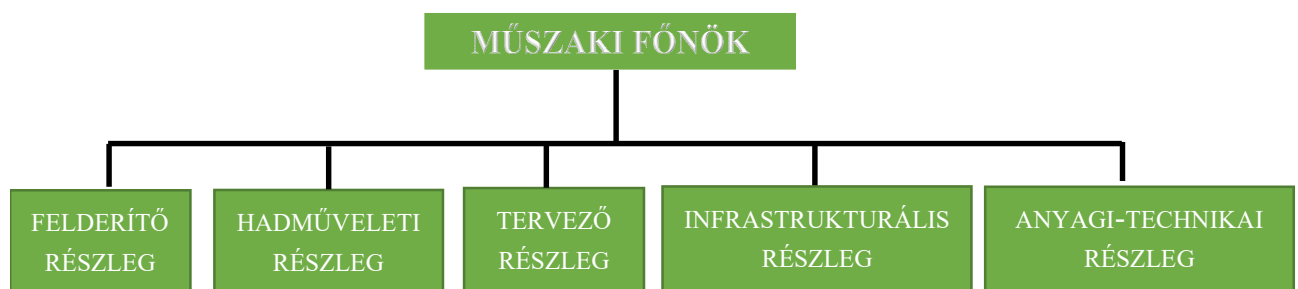 MŰSZAKI FŐNÖK
FELDERÍTŐ
RÉSZLEG
HADMŰVELETI
RÉSZLEG
TERVEZŐ
RÉSZLEG
INFRASTRUKTURÁLIS
RÉSZLEG
ANYAGI-TECHNIKAI
RÉSZLEG